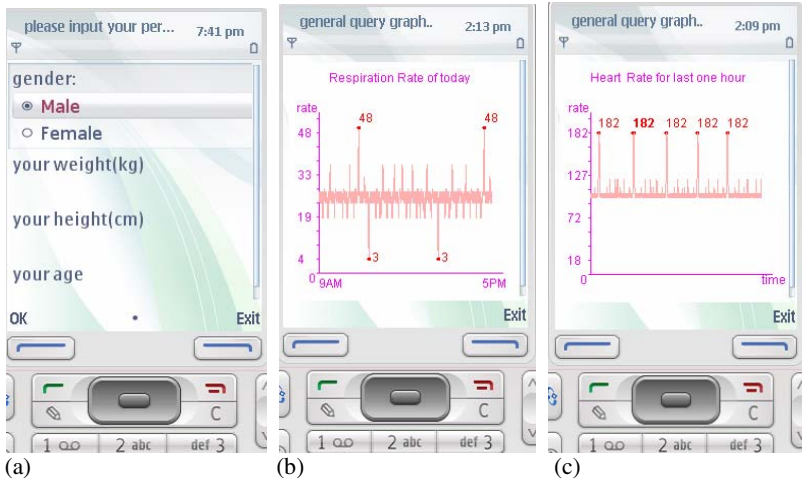 please input your per...
7:41 pm
gender:
Male
Female
your weight(kg)
your height(cm)
your age
OK
Exit
C
1
2 abc
def 3
(a)
general query graph..
2:13 pm
Respiration Rate of today
rate
48
33
19
4
0
48
48
3
3
9AM
5PM
Exit
C
1
2 abc
def 3
(b)
general query graph..
2:09 pm
Heart Rate for last one hour
rate
182
127
72
18
0
182 182 182 182 182
time
Exit
C
1
2 abc
def 3
(c)